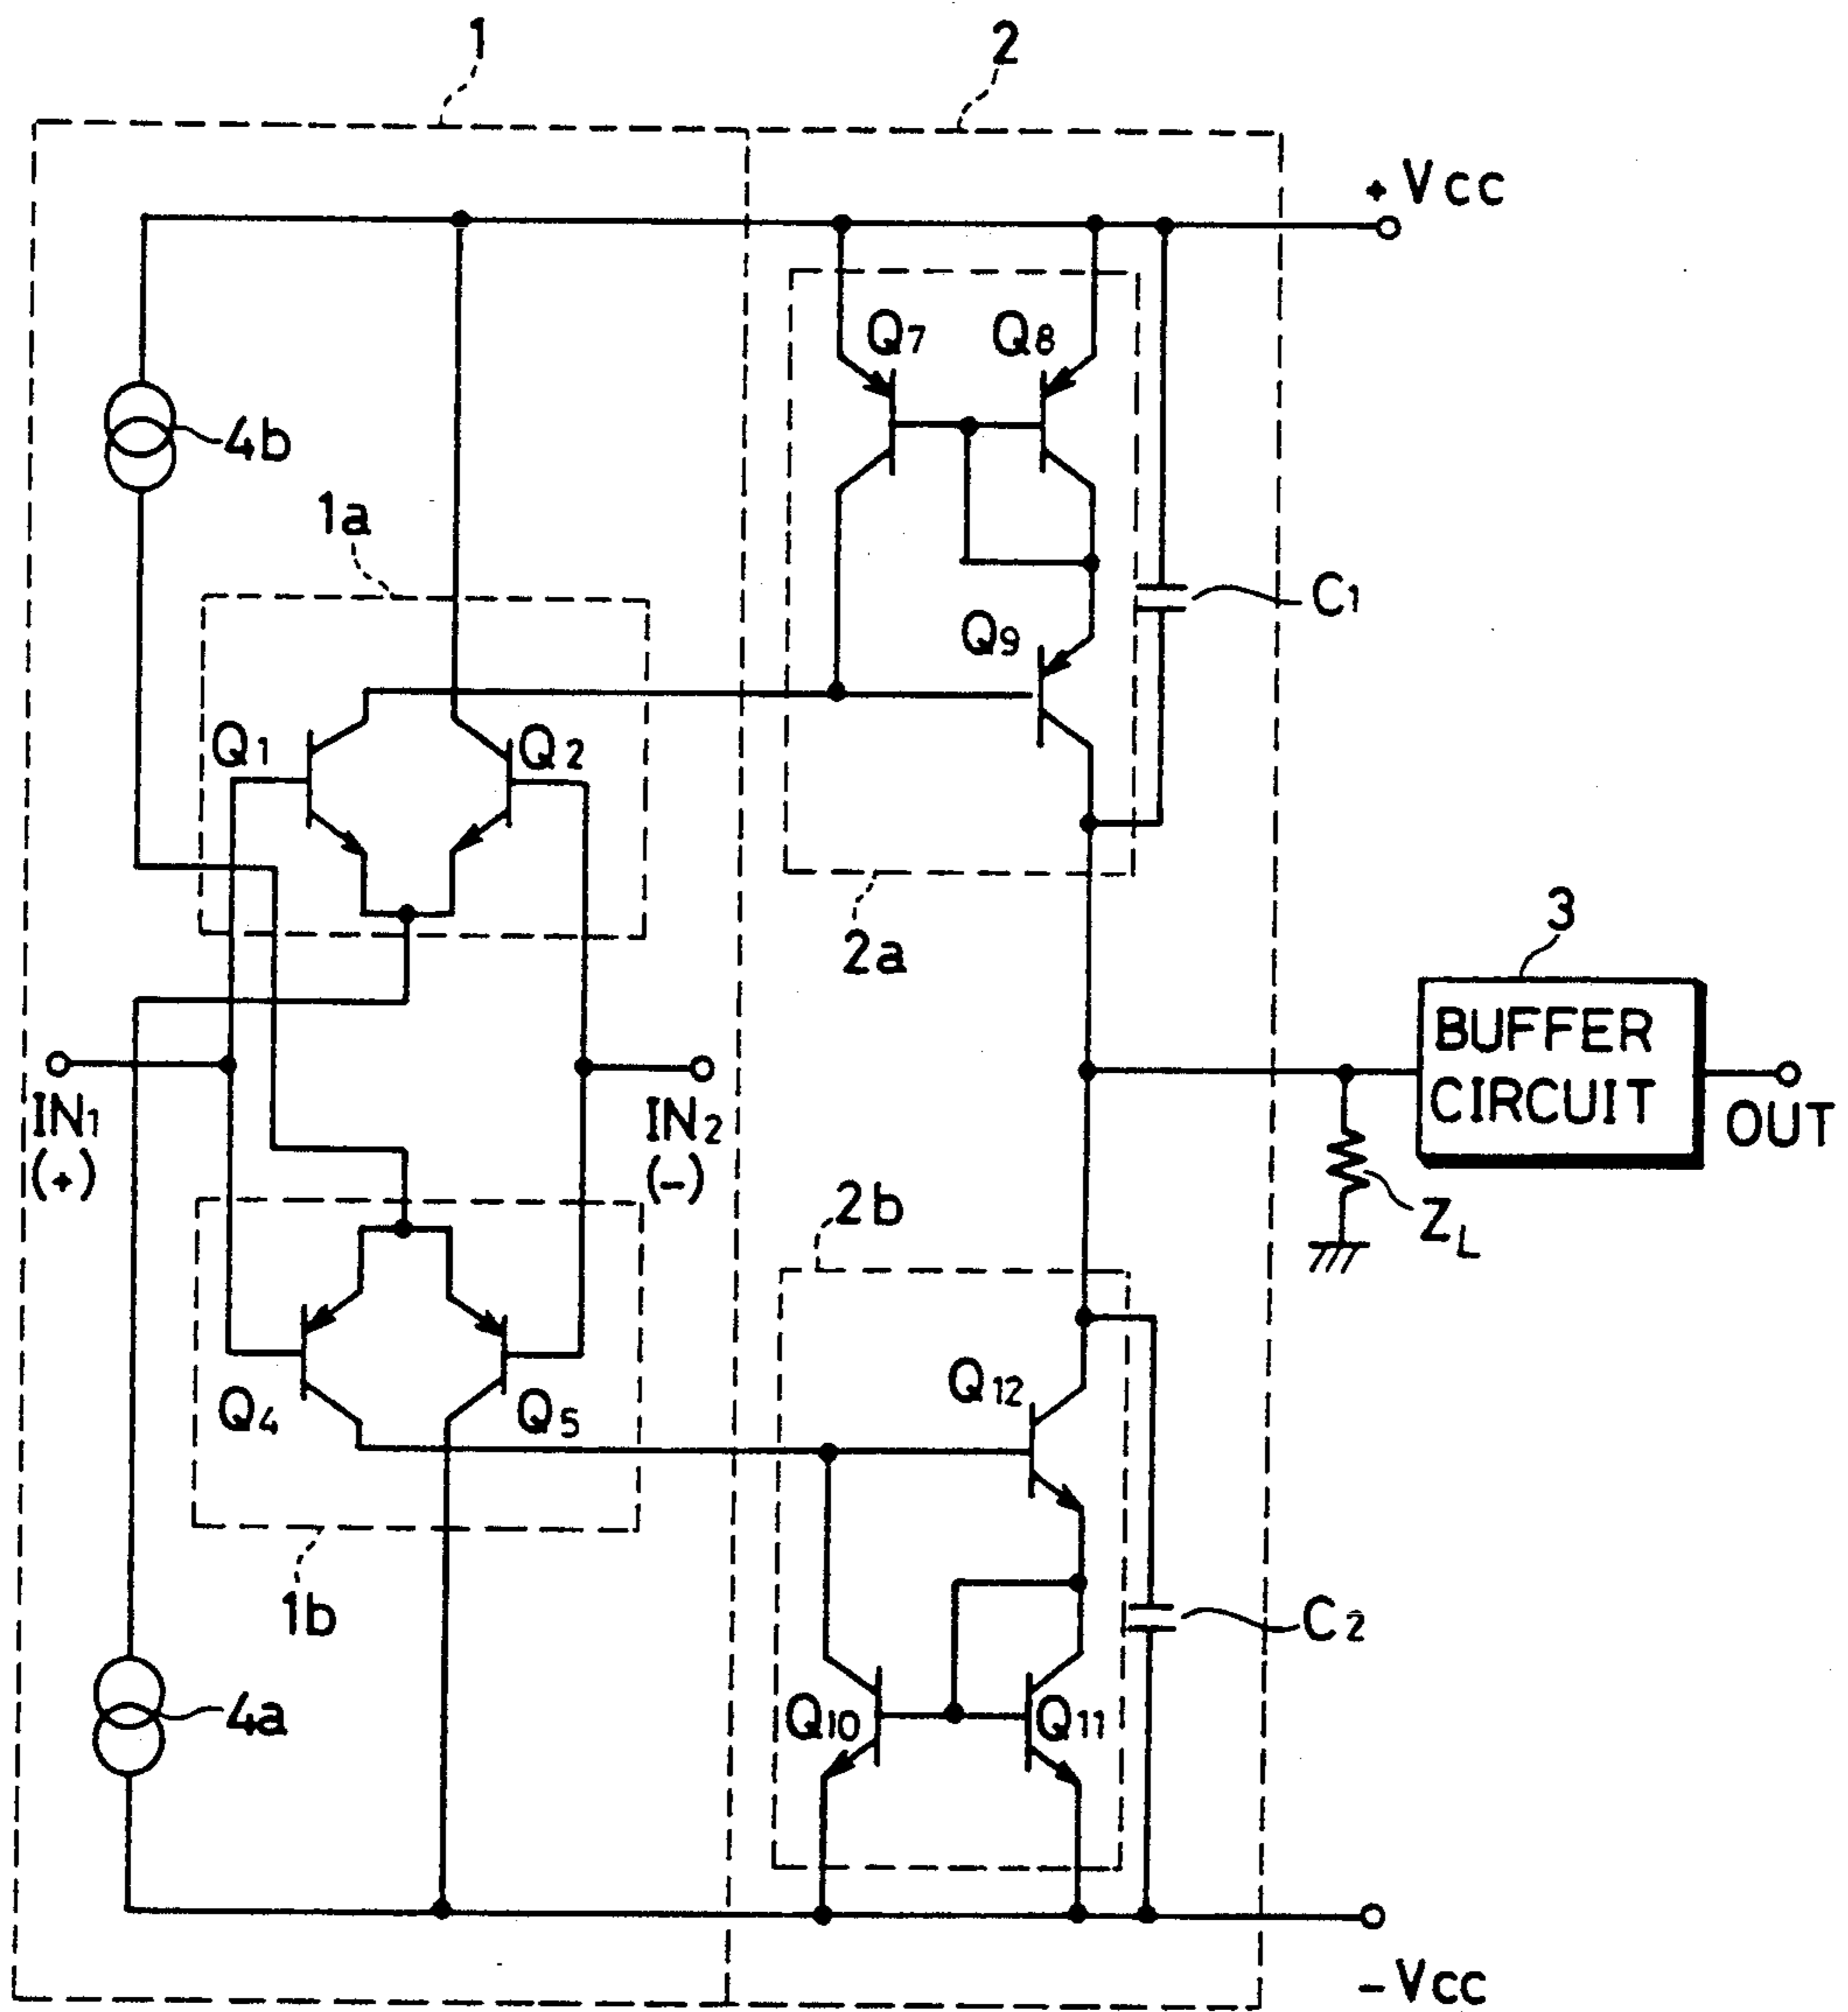 1
2
+ Vcc
Q7
Q8
4b
1a
C1
Q9
Q1
Q2
2a
3
BUFFER
CIRCUIT
IN1
(+)
IN2
(-)
OUT
2b
ZL
Q12
Q4
Q5
1b
C2
4a
Q10
Q11
- Vcc